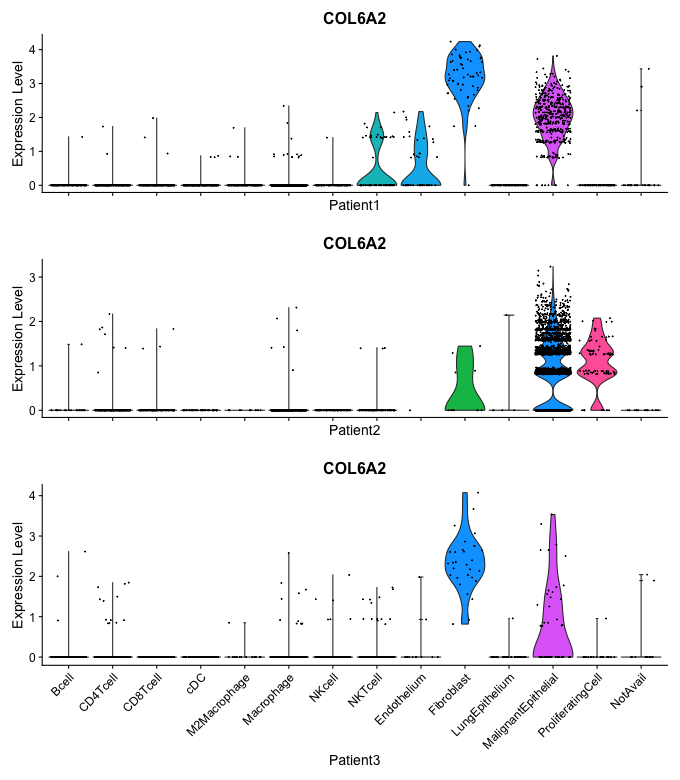 COL6A2
Expression Level
4
3
2
1
0
Patient1
COL6A2
Expression Level
3
2
1
0
Patient2
COL6A2
Expression Level
4
3
2
1
0
Bcell
CD4Tcell
CD8Tcell
cDC
M2Macrophage
Macrophage
NKcell
NKTcell
Endothelium
Fibroblast
LungEpithelium
MalignantEpithelial
ProliferatingCell
NotAvail
Patient3